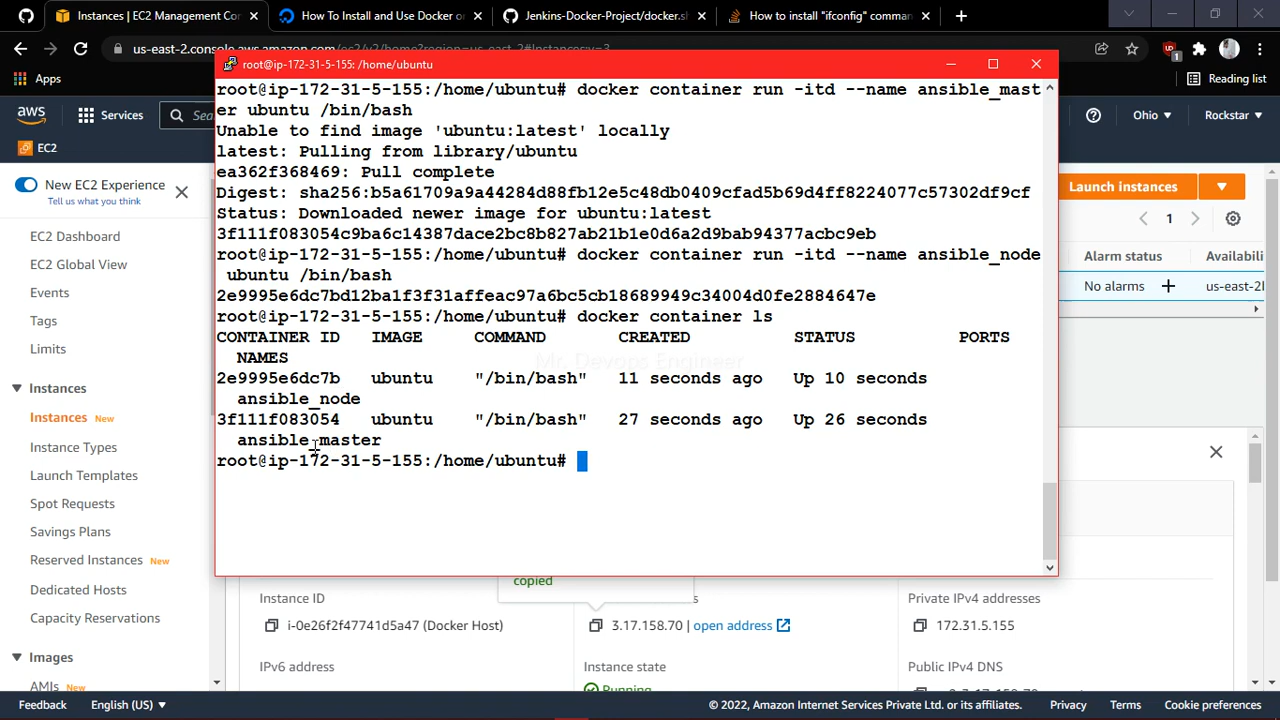 Instances | EC2 Management Con
How To Install and Use Docker on
Jenkins-Docker-Project/docker.sh
How to install "ifconfig" comman
us-east-2.console.aws.amazon.com/ec2/v2/home?region=us-east-2#Instances:v=3
Apps
Reading list
aws
Services
Sea
Ohio
Rockstar
EC2
root@ip-172-31-5-155: /home/ubuntu
root@ip-172-31-5-155:/home/ubuntu# docker container run -itd --name ansible_mast
er ubuntu /bin/bash
Unable to find image 'ubuntu:latest' locally
latest: Pulling from library/ubuntu
ea362f368469: Pull complete
Digest: sha256:b5a61709a9a44284d88fb12e5c48db0409cfad5b69d4ff8224077c57302df9cf
Status: Downloaded newer image for ubuntu:latest
3f111f083054c9ba6c14387dace2bc8b827ab21b1e0d6a2d9bab94377acbc9eb
root@ip-172-31-5-155:/home/ubuntu# docker container run -itd --name ansible_node
ubuntu /bin/bash
2e9995e6dc7bd12ba1f3f31affeac97a6bc5cb18689949c34004d0fe2884647e
root@ip-172-31-5-155:/home/ubuntu# docker container ls
CONTAINER ID IMAGE COMMAND CREATED STATUS PORTS
NAMES
Mr. Devops Engineer
2e9995e6dc7b ubuntu "/bin/bash" 11 seconds ago Up 10 seconds
ansible_node
3f111f083054 ubuntu "/bin/bash" 27 seconds ago Up 26 seconds
ansible_master
root@ip-172-31-5-155:/home/ubuntu#
New EC2 Experience
Tell us what you think
EC2 Dashboard
EC2 Global View
Events
Tags
Limits
Instances
Instances New
Instance Types
Launch Templates
Spot Requests
Savings Plans
Reserved Instances New
Dedicated Hosts
Capacity Reservations
Images
AMIs New
Launch instances
1
Alarm status
Availabili
No alarms
us-east-2
copied
Instance ID
i-0e26f2f47741d5a47 (Docker Host)
3.17.158.70 | open address
Private IPv4 addresses
172.31.5.155
IPv6 address
Instance state
Running
Public IPv4 DNS
Feedback
English (US)
© 2022, Amazon Internet Services Private Ltd. or its affiliates.
Privacy
Terms
Cookie preferences